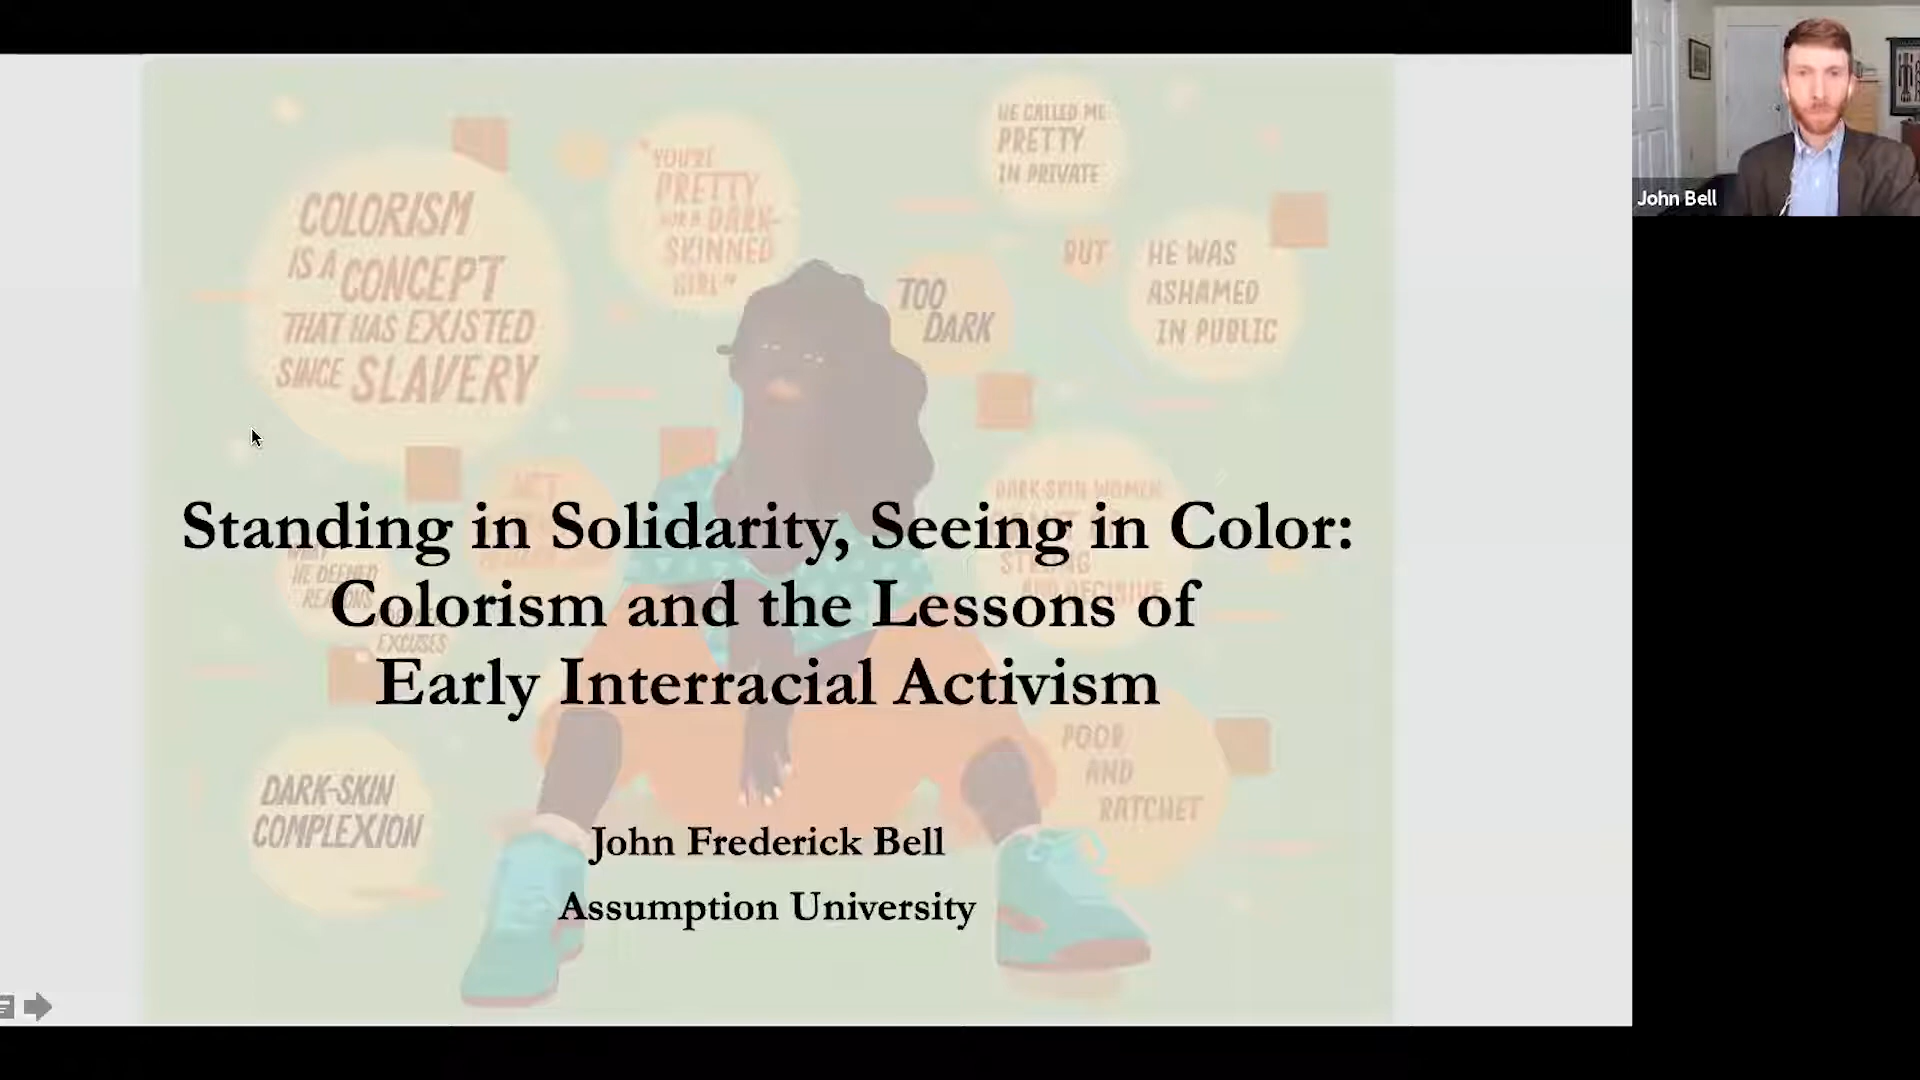 COLORISM
IS A CONCEPT
THAT HAS EXISTED
SINCE SLAVERY
"YOU'RE
PRETTY
FOR A DARK-
SKINNED
GIRL"
HE CALLED ME
PRETTY
IN PRIVATE
BUT
HE WAS
ASHAMED
IN PUBLIC
TOO
DARK
DARK-SKIN WOMEN
HE DEEMED
REASONS
EXCUSES
Standing in Solidarity, Seeing in Color:
Colorism and the Lessons of
Early Interracial Activism
POOR
AND
RATCHET
DARK-SKIN
COMPLEXION
John Frederick Bell
Assumption University
John Bell